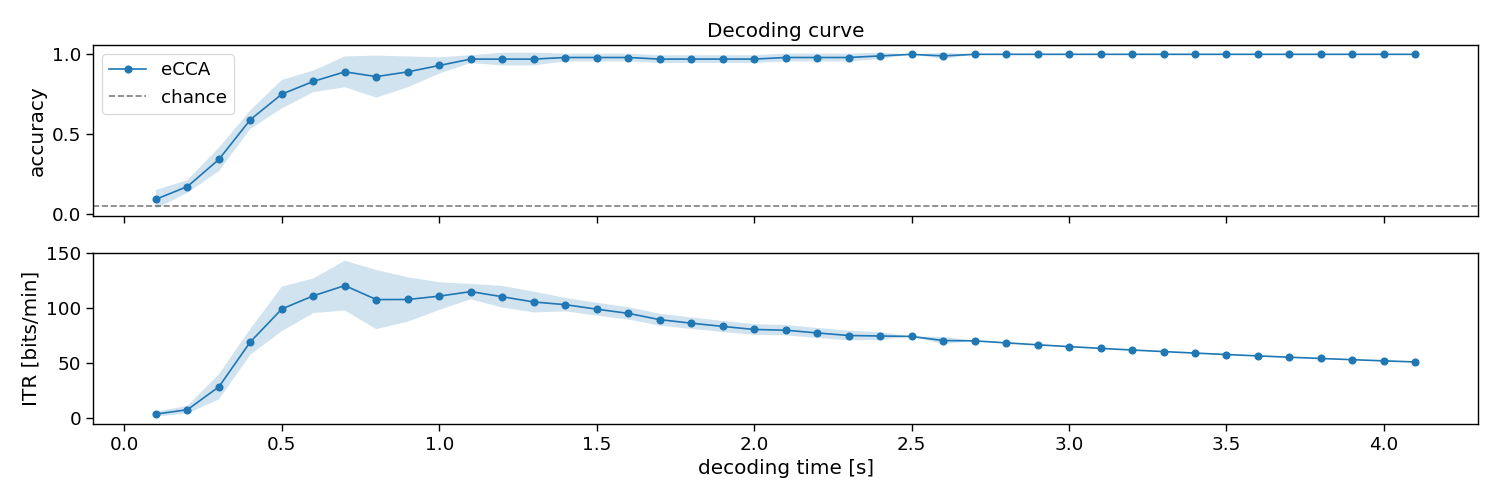 Decoding curve
1.0
0.5
0.0
accuracy
eCCA
chance
150
100
50
0
ITR [bits/min]
0.0 0.5 1.0 1.5 2.0 2.5 3.0 3.5 4.0
decoding time [s]